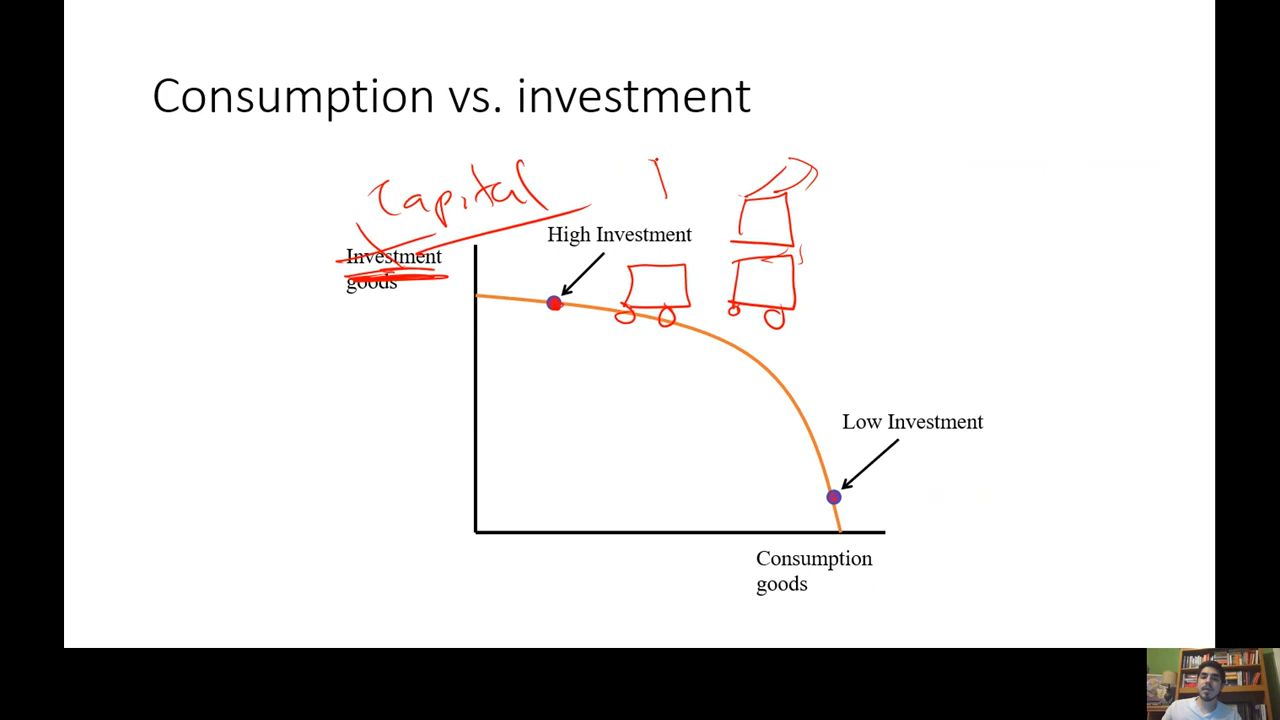 Consumption vs. investment
Capital
High Investment
Investment
goods
Low Investment
Consumption
goods